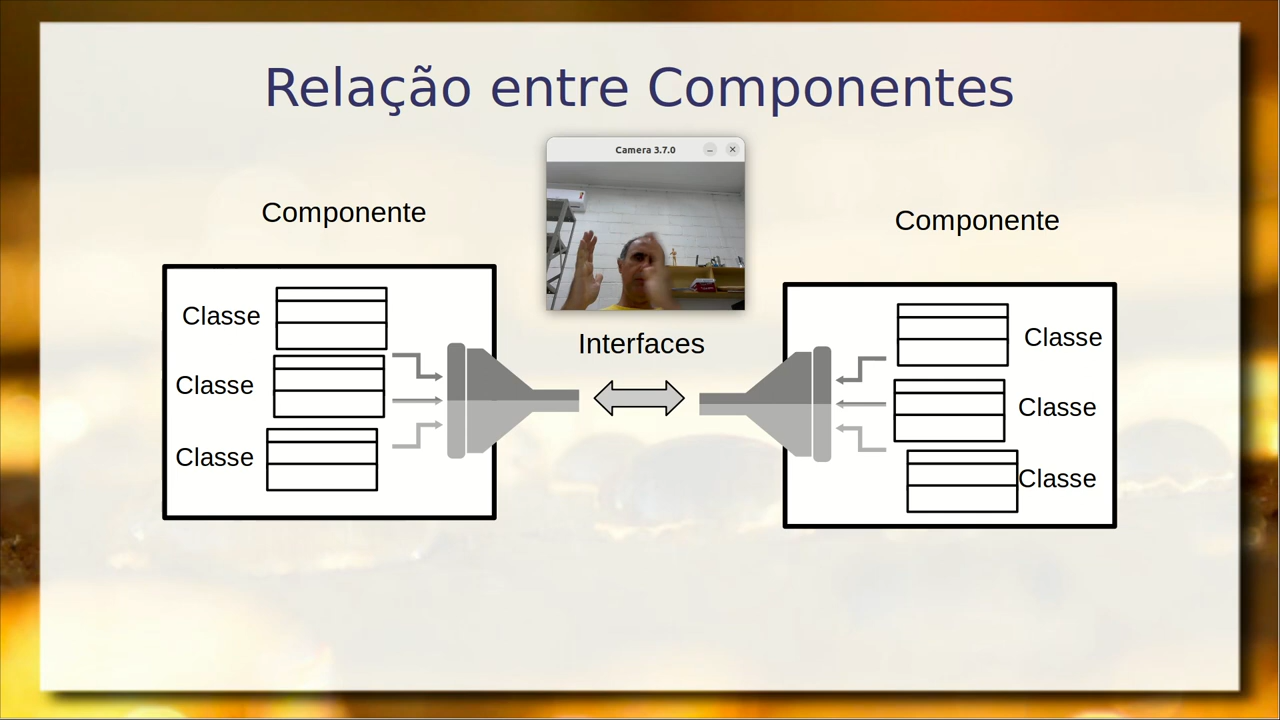 Relação entre Componentes
Camera 3.7.0
Componente
Componente
Interfaces
Classe
Classe
Classe
Classe
Classe
Classe